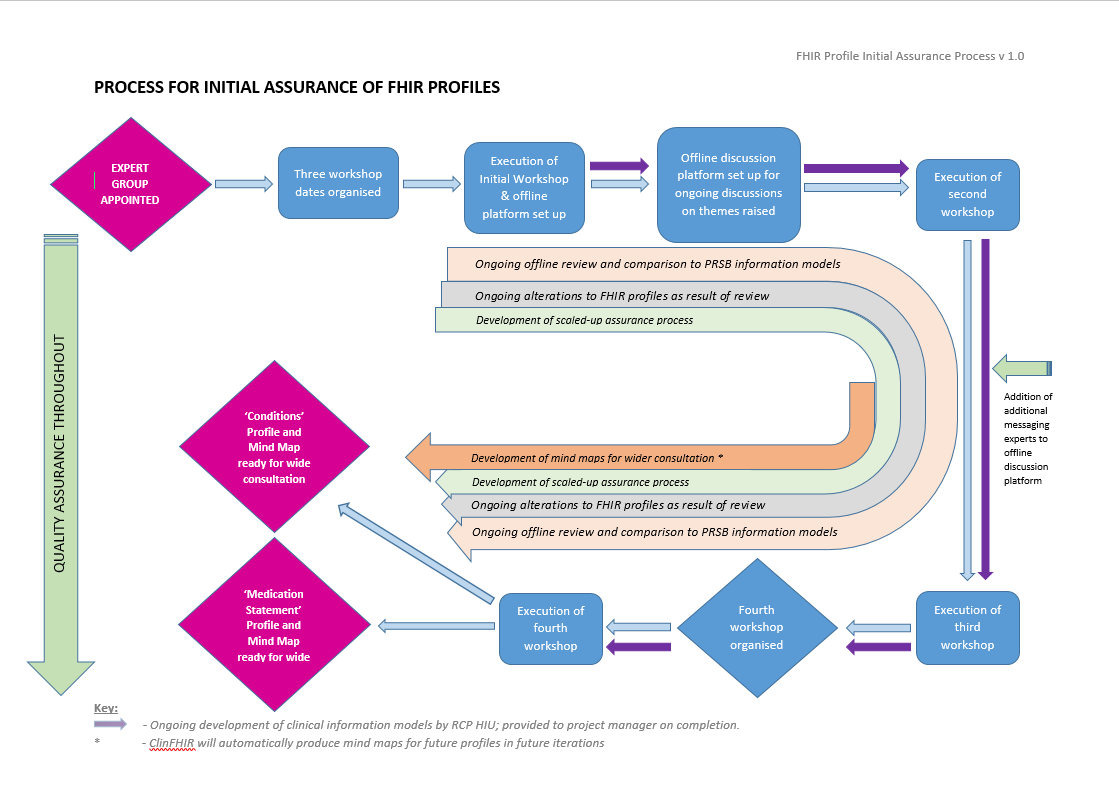 FHIR Profile Initial Assurance Process v 1.0
PROCESS FOR INITIAL ASSURANCE OF FHIR PROFILES
EXPERT
GROUP
APPOINTED
Three workshop
dates organised
Execution of
Initial Workshop
& offline
platform set up
Offline discussion
platform set up for
ongoing discussions
on themes raised
Execution of
second
workshop
QUALITY ASSURANCE THROUGHOUT
Ongoing offline review and comparison to PRSB information models
Ongoing alterations to FHIR profiles as result of review
Development of scaled-up assurance process
Addition of
additional
messaging
experts to
offline
discussion
platform
‘Conditions’
Profile and
Mind Map
ready for wide
consultation
Development of mind maps for wider consultation *
Development of scaled-up assurance process
Ongoing alterations to FHIR profiles as result of review
Ongoing offline review and comparison to PRSB information models
‘Medication
Statement’
Profile and
Mind Map
ready for wide
Execution of
fourth
workshop
Fourth
workshop
organised
Execution of
third
workshop
Key:
- Ongoing development of clinical information models by RCP HIU; provided to project manager on completion.
* - ClinFHIR will automatically produce mind maps for future profiles in future iterations